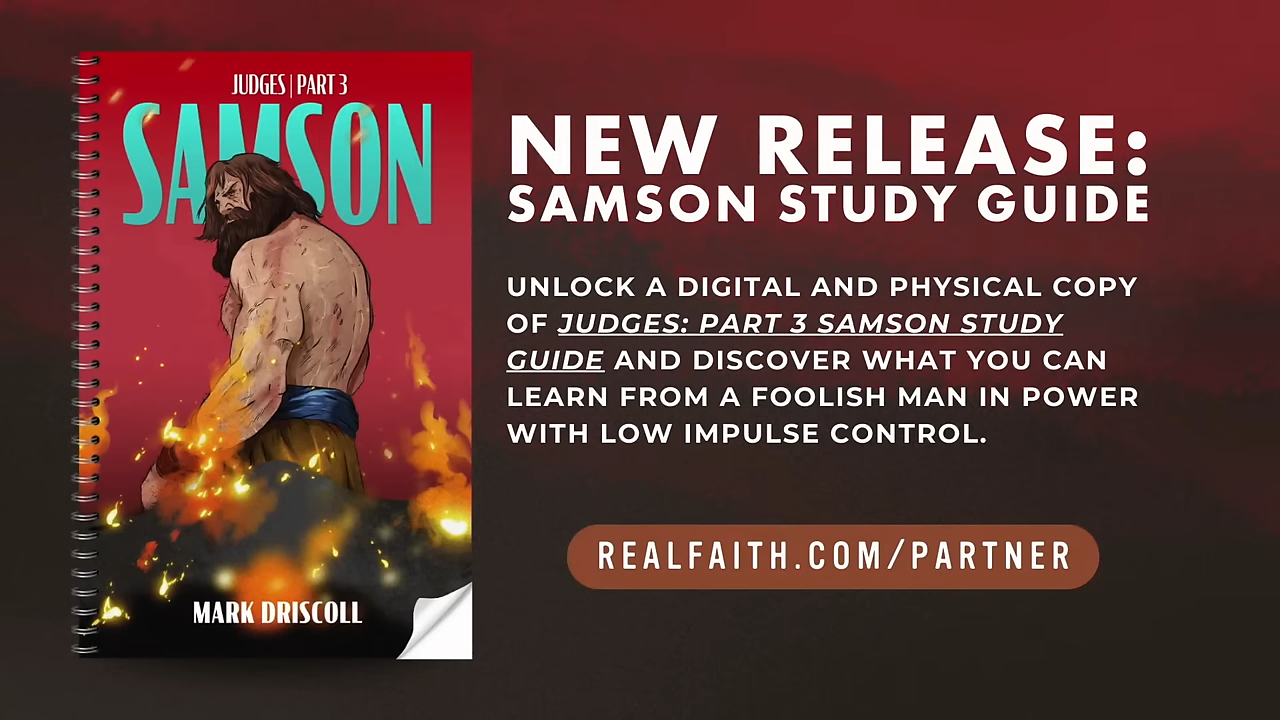 JUDGES | PART 3
SAMSON
MARK DRISCOLL
NEW RELEASE:
SAMSON STUDY GUIDE
UNLOCK A DIGITAL AND PHYSICAL COPY
OF JUDGES: PART 3 SAMSON STUDY
GUIDE AND DISCOVER WHAT YOU CAN
LEARN FROM A FOOLISH MAN IN POWER
WITH LOW IMPULSE CONTROL.
REALFAITH.COM/PARTNER